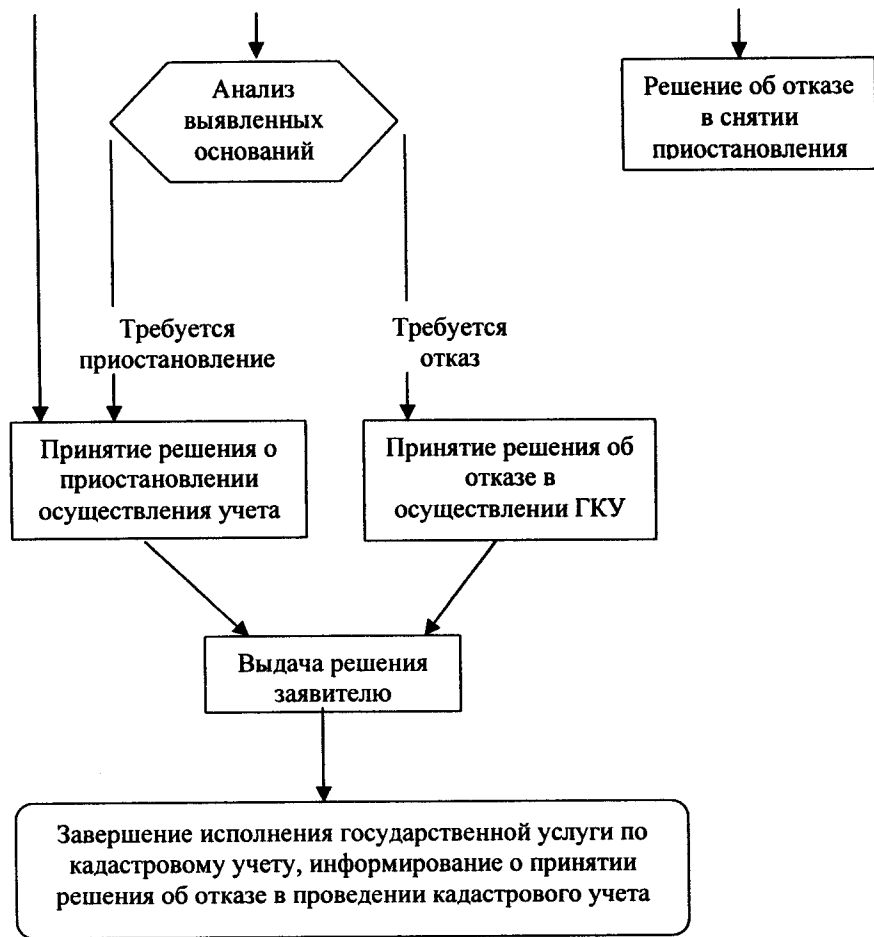 Анализ
выявленных
оснований
Решение об отказе
в снятии
приостановления
Требуется
приостановление
Требуется
отказ
Принятие решения о
приостановлении
осуществления учета
Принятие решения об
отказе в
осуществлении ГКУ
Выдача решения
заявителю
Завершение исполнения государственной услуги по
кадастровому учету, информирование о принятии
решения об отказе в проведении кадастрового учета